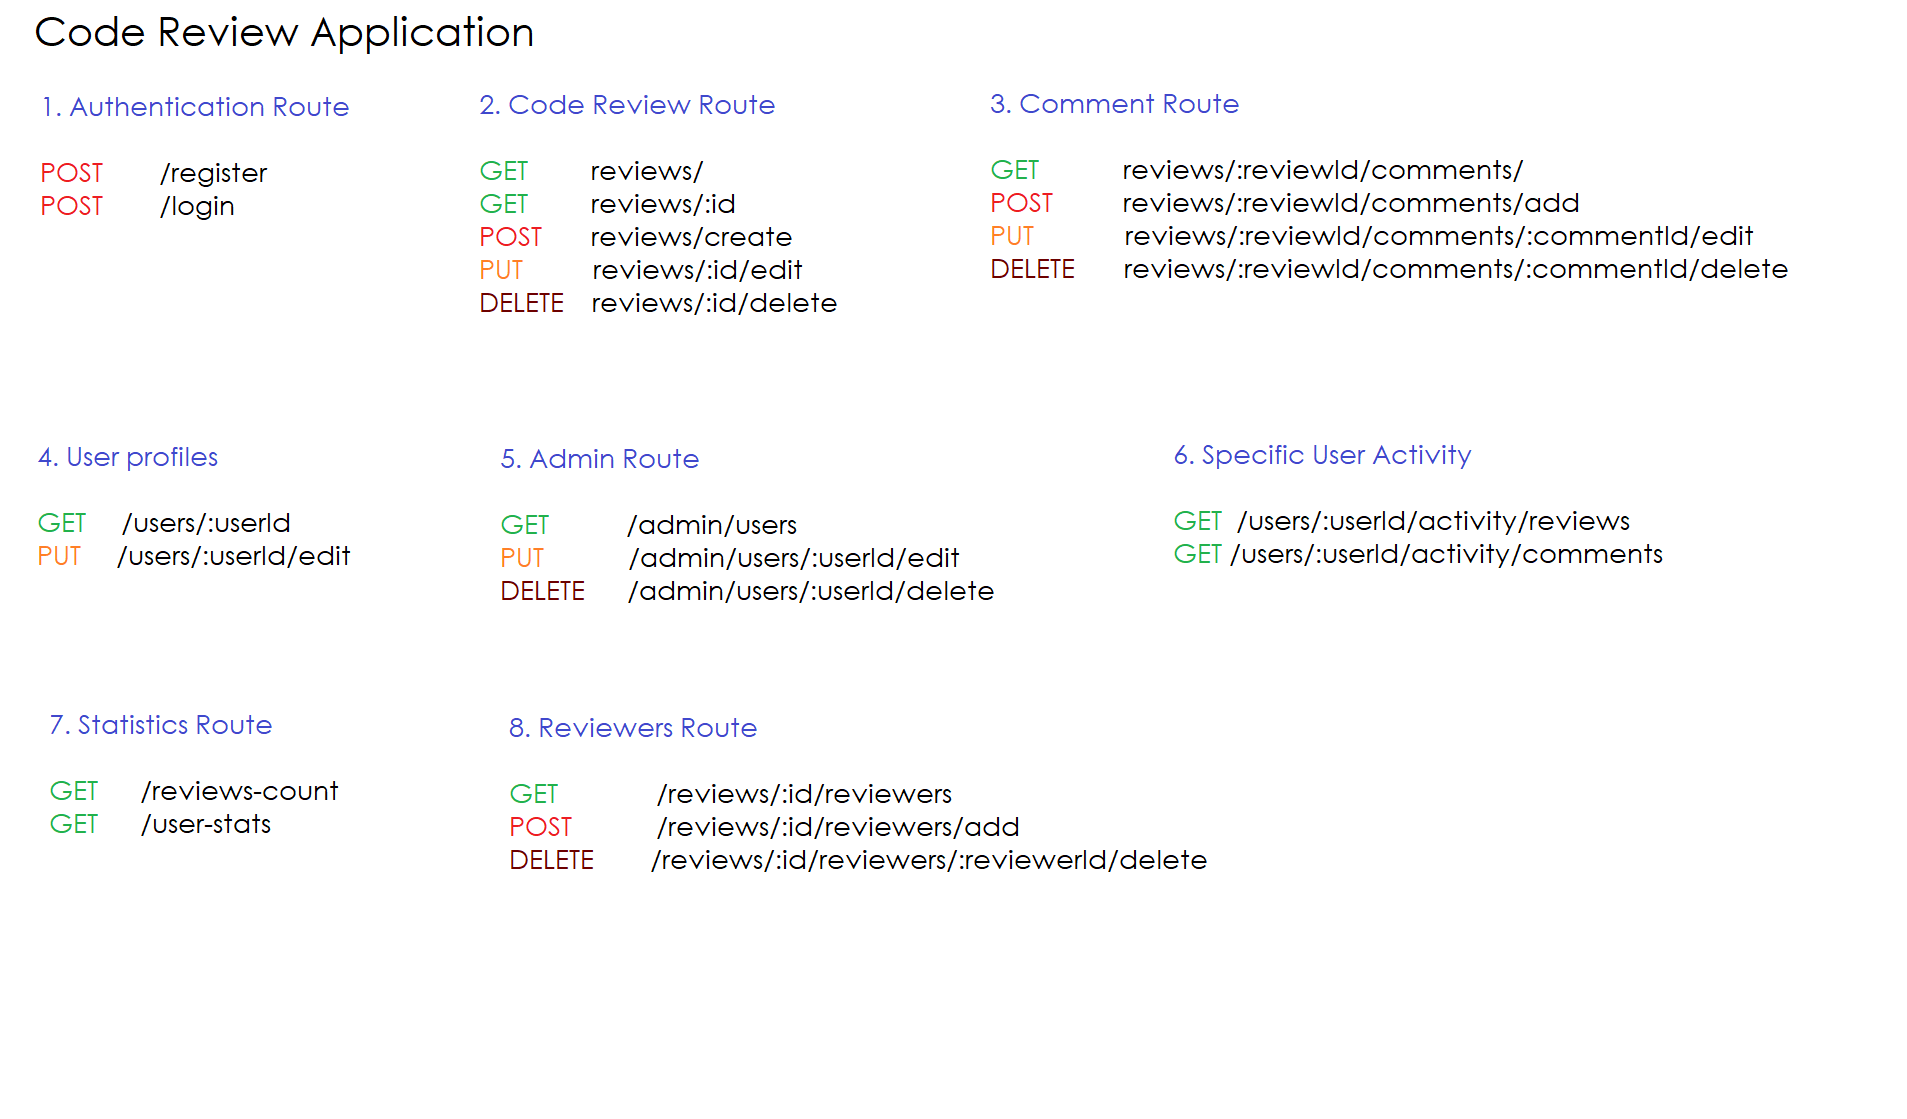 Code Review Application
1. Authentication Route
POST /register
POST /login
2. Code Review Route
GET reviews/
GET reviews/:id
POST reviews/create
PUT reviews/:id/edit
DELETE reviews/:id/delete
3. Comment Route
GET reviews/:reviewId/comments/
POST reviews/:reviewId/comments/add
PUT reviews/:reviewId/comments/:commentId/edit
DELETE reviews/:reviewId/comments/:commentId/delete
4. User profiles
GET /users/:userId
PUT /users/:userId/edit
5. Admin Route
GET /admin/users
PUT /admin/users/:userId/edit
DELETE /admin/users/:userId/delete
6. Specific User Activity
GET /users/:userId/activity/reviews
GET /users/:userId/activity/comments
7. Statistics Route
GET /reviews-count
GET /user-stats
8. Reviewers Route
GET /reviews/:id/reviewers
POST /reviews/:id/reviewers/add
DELETE /reviews/:id/reviewers/:reviewerId/delete